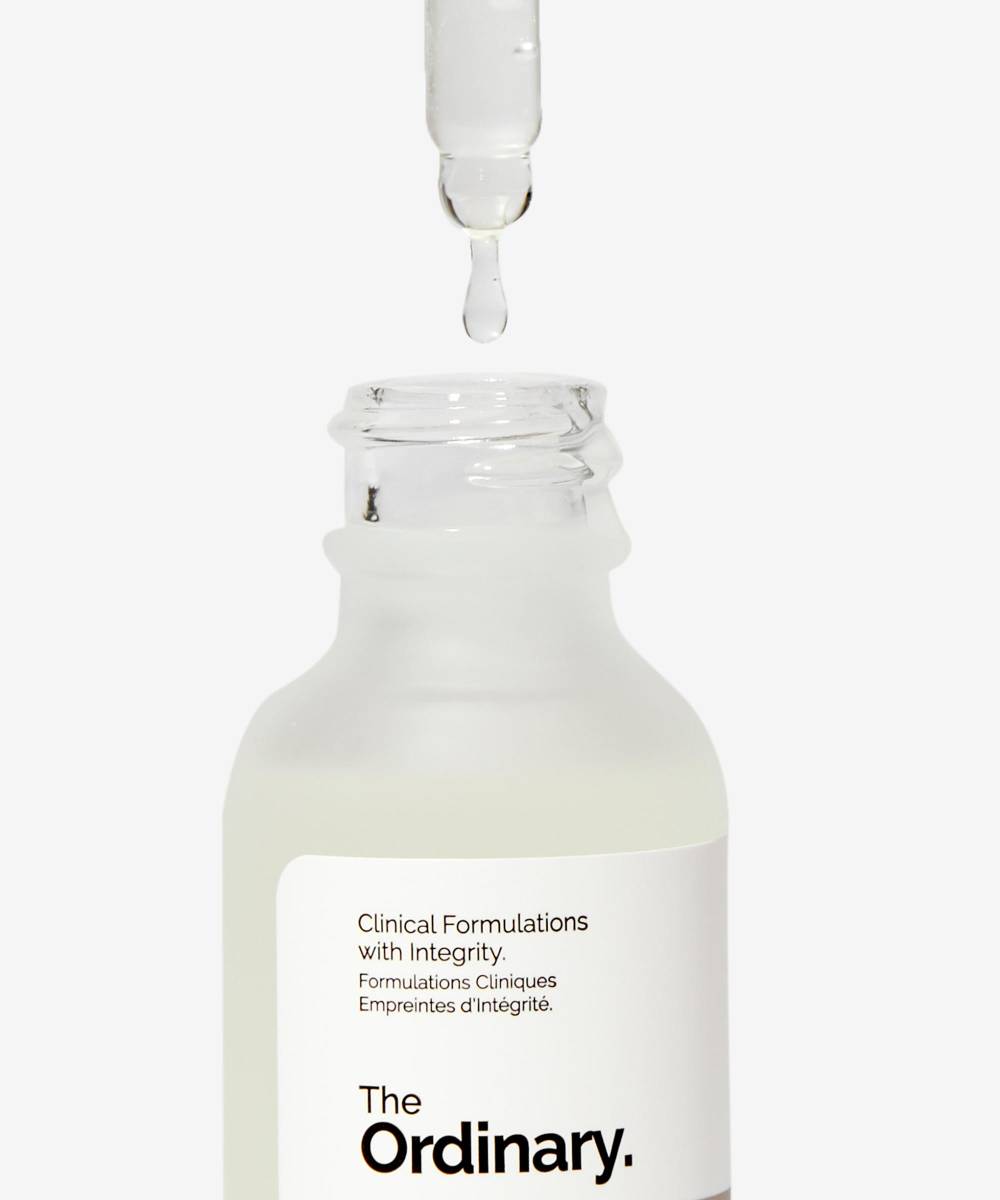 Clinical Formulations
with Integrity.
Formulations Cliniques
Empreintes d'Intégrité.
The
Ordinary.